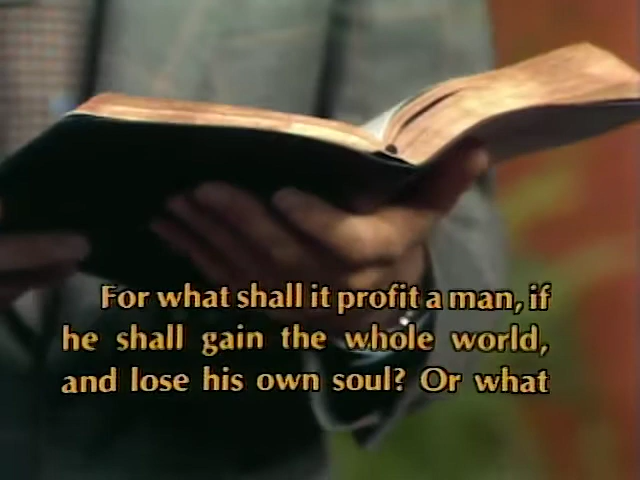 For what shall it profit a man, if
he shall gain the whole world,
and lose his own soul? Or what